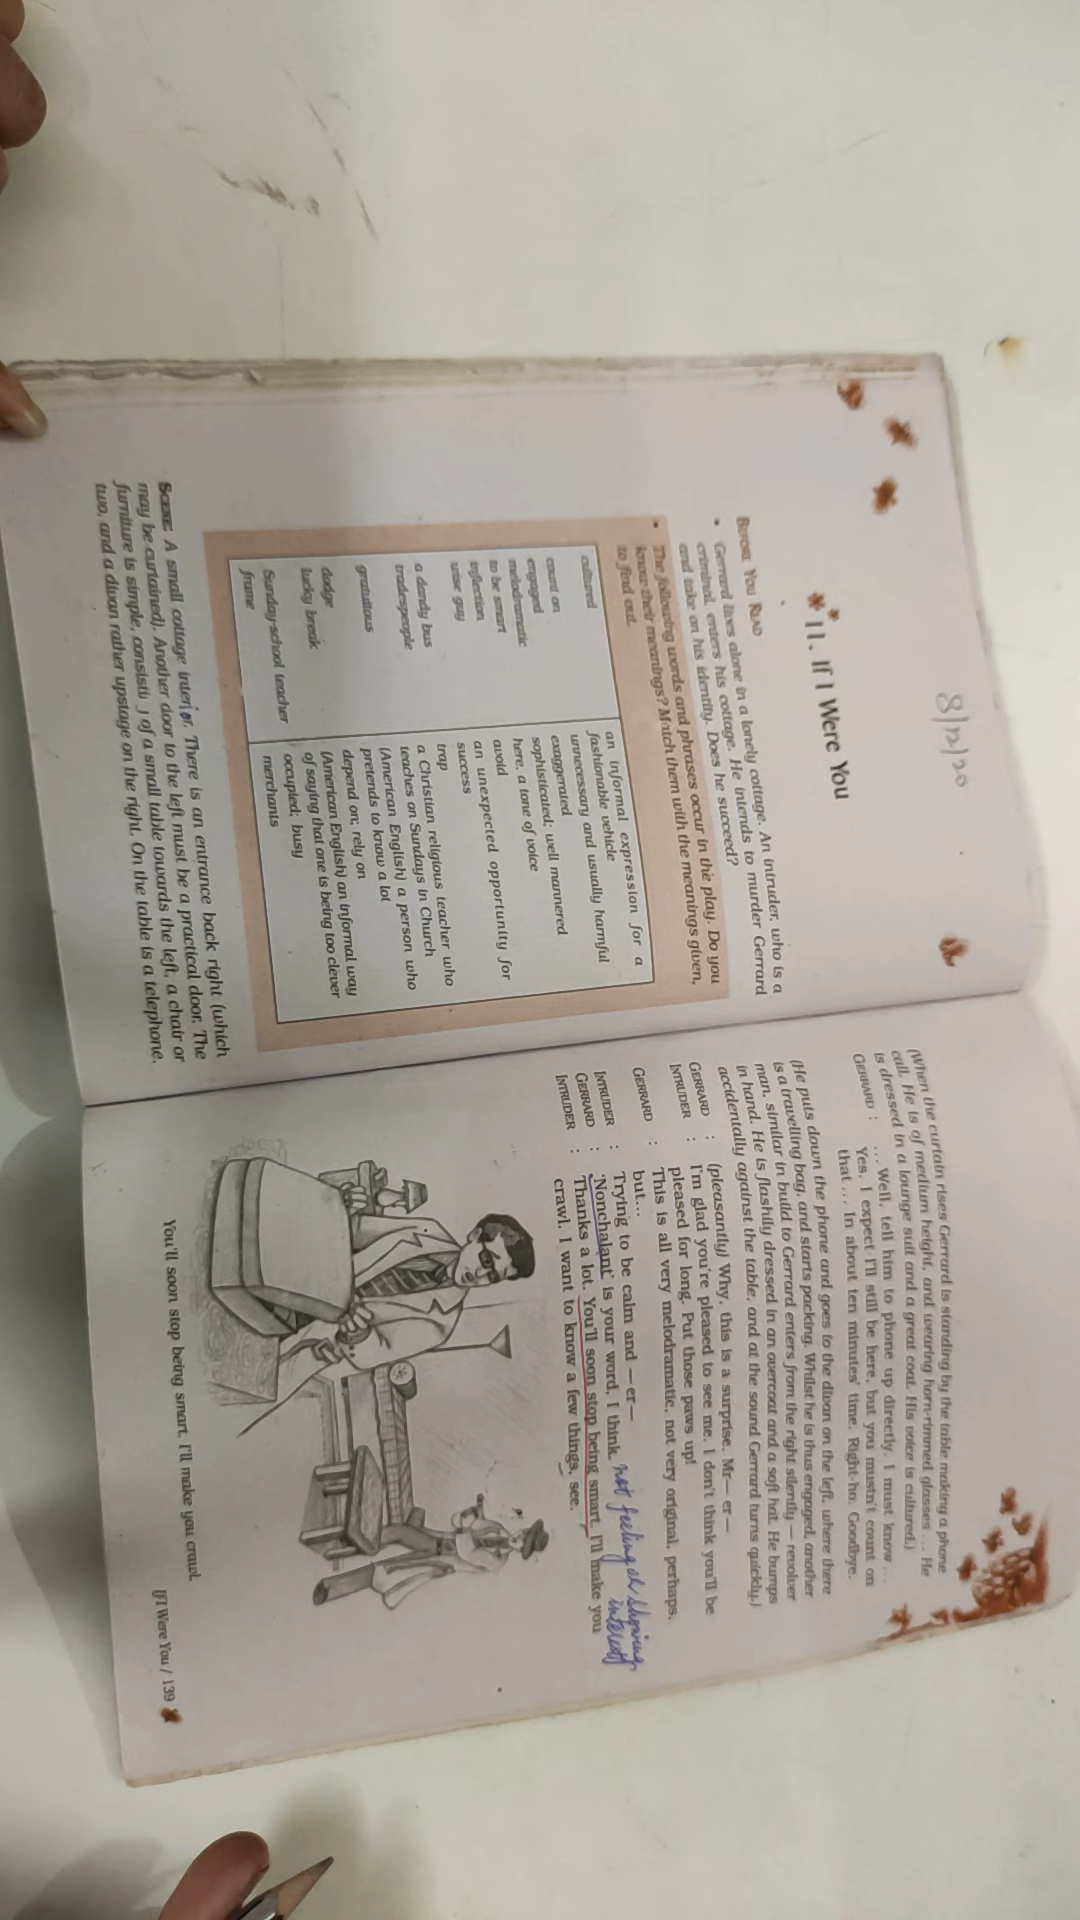 8/12/20
11. If I Were You
BEFORE YOU READ
• Gerrard lives alone in a lonely cottage. An intruder, who is a
criminal, enters his cottage. He intends to murder Gerrard
and take on his identity. Does he succeed?
• The following words and phrases occur in the play. Do you
know their meanings? Match them with the meanings given,
to find out.
cultured
count on
engaged
melodramatic
to be smart
inflection
wise guy
a dandy bus
tradespeople
gratuitous
dodge
lucky break
Sunday-school teacher
frame
an informal expression for a
fashionable vehicle
unnecessary and usually harmful
exaggerated
sophisticated; well mannered
here, a tone of voice
avoid
an unexpected opportunity for
success
trap
a Christian religious teacher who
teaches on Sundays in Church
(American English) a person who
pretends to know a lot
depend on; rely on
(American English) an informal way
of saying that one is being too clever
occupied; busy
merchants
SCENE: A small cottage interior. There is an entrance back right (which
may be curtained). Another door to the left must be a practical door. The
furniture is simple, of a small table towards the left, a chair or
two, and a divan rather upstage on the right. On the table is a telephone.
(When the curtain rises Gerrard is standing by the table making a phone
call. He is of medium height, and wearing horn-rimmed glasses ... He
is dressed in a lounge suit and a great coat. His voice is cultured.)
GERRARD : ... Well, tell him to phone up directly. I must know ...
Yes, I expect I'll still be here, but you mustn't count on
that ... In about ten minutes' time. Right-ho. Goodbye.
(He puts down the phone and goes to the divan on the left, where there
is a travelling bag, and starts packing. Whilst he is thus engaged, another
man, similar in build to Gerrard enters from the right silently — revolver
in hand. He is flashily dressed in an overcoat and a soft hat. He bumps
accidentally against the table, and at the sound Gerrard turns quickly.)
GERRARD : (pleasantly) Why, this is a surprise, Mr— er—
INTRUDER : I'm glad you're pleased to see me. I don't think you'll be
pleased for long. Put those paws up!
GERRARD : This is all very melodramatic, not very original, perhaps,
but...
INTRUDER : Trying to be calm and —er—
GERRARD : 'Nonchalant' is your word, I think. not feeling or showing
interest
INTRUDER : Thanks a lot. You'll soon stop being smart. I'll make you
crawl. I want to know a few things, see.
You'll soon stop being smart. I'll make you crawl.
If I Were You / 139